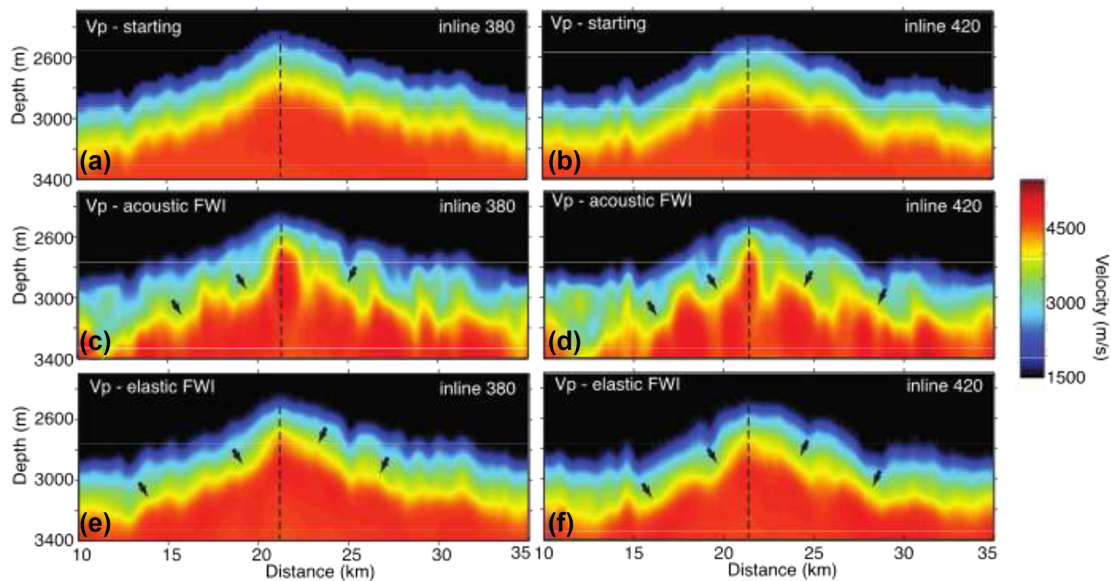 Vp - starting inline 380
Vp - starting inline 420
Depth (m)
2600
3000
3400
(a)
(b)
Vp - acoustic FWI inline 380
Vp - acoustic FWI inline 420
Depth (m)
2600
3000
3400
(c)
(d)
4500
3000
1500
Velocity (m/s)
Vp - elastic FWI inline 380
Vp - elastic FWI inline 420
Depth (m)
2600
3000
3400
(e)
(f)
10 15 20 25 30 35
10 15 20 25 30 35
Distance (km)
Distance (km)